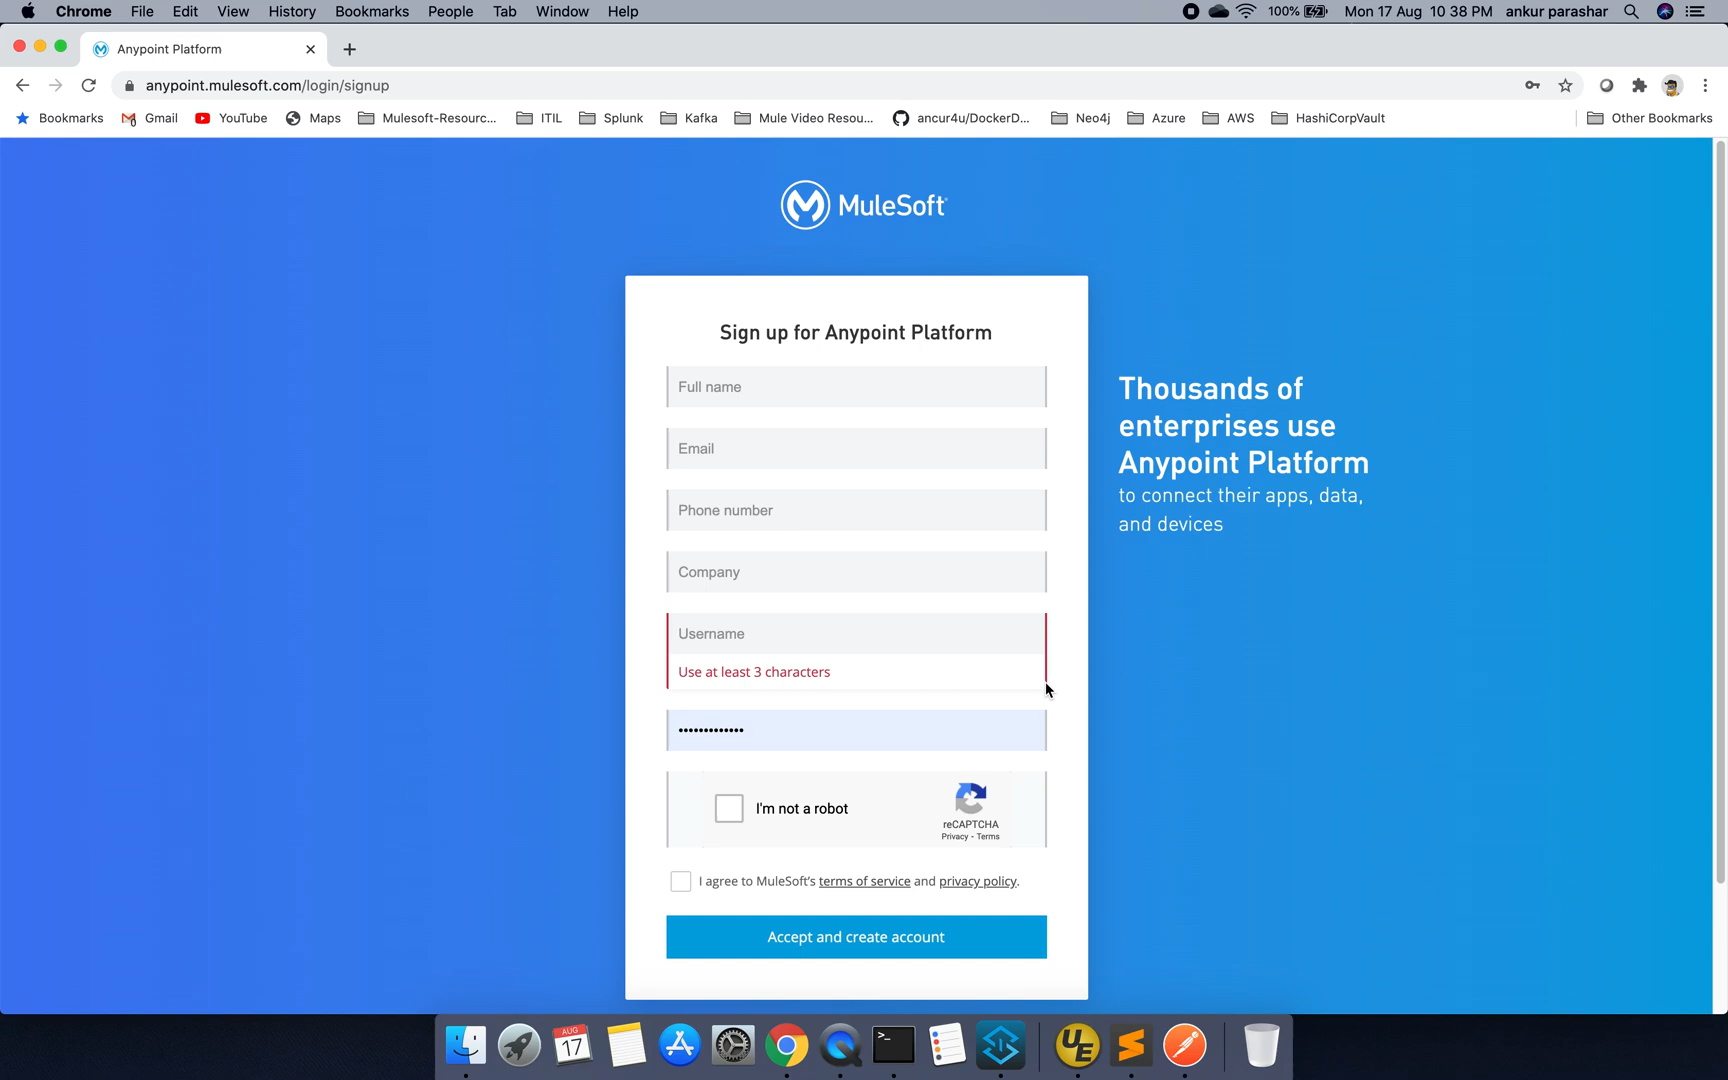 Chrome File Edit View History Bookmarks People Tab Window Help 100% Mon 17 Aug 10 38 PM ankur parashar
Anypoint Platform
anypoint.mulesoft.com/login/signup
Bookmarks Gmail YouTube Maps Mulesoft-Resourc... ITIL Splunk Kafka Mule Video Resou... ancur4u/DockerD... Neo4j Azure AWS HashiCorpVault Other Bookmarks
MuleSoft
Sign up for Anypoint Platform
Full name
Email
Phone number
Company
Username
Use at least 3 characters
•••••••••••••
I'm not a robot
reCAPTCHA
Privacy - Terms
I agree to MuleSoft's terms of service and privacy policy.
Accept and create account
Thousands of
enterprises use
Anypoint Platform
to connect their apps, data,
and devices
AUG
17
>_
UE